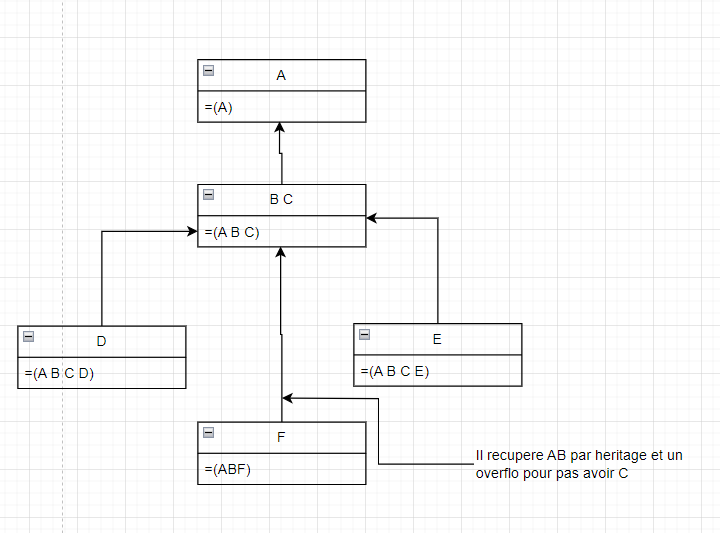 A
=(A)
B C
=(A B C)
D
=(A B C D)
E
=(A B C E)
F
=(ABF)
Il recupere AB par heritage et un
overflo pour pas avoir C